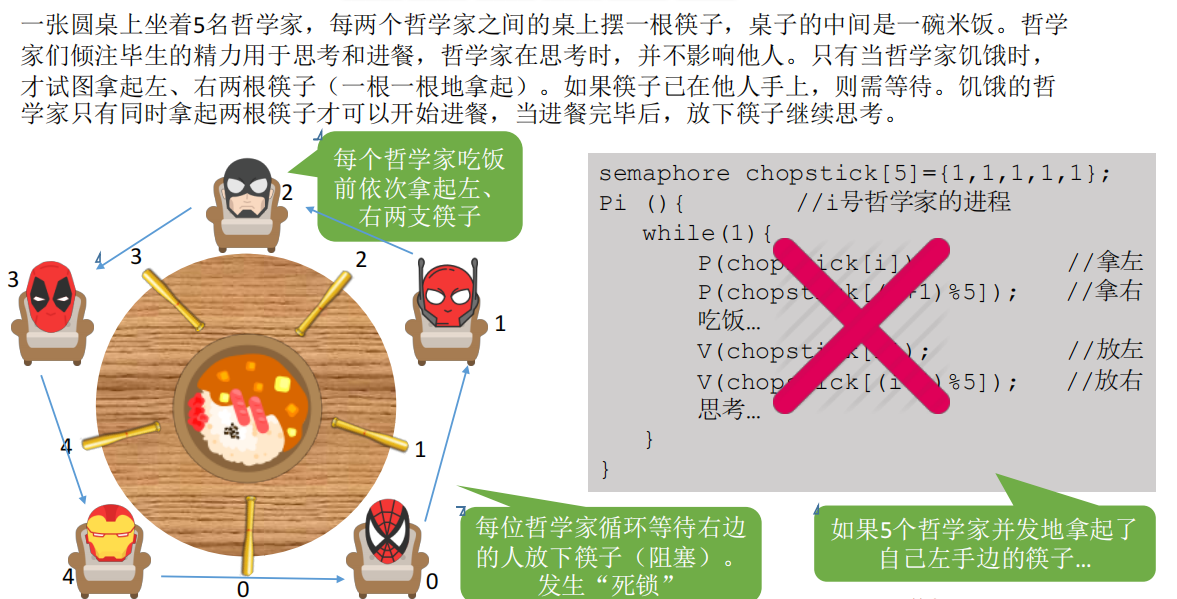 一张圆桌上坐着5名哲学家，每两个哲学家之间的桌上摆一根筷子，桌子的中间是一碗米饭。哲学
家们倾注毕生的精力用于思考和进餐，哲学家在思考时，并不影响他人。只有当哲学家饥饿时，
才试图拿起左、右两根筷子（一根一根地拿起）。如果筷子已在他人手上，则需等待。饥饿的哲
学家只有同时拿起两根筷子才可以开始进餐，当进餐完毕后，放下筷子继续思考。
每个哲学家吃饭
前依次拿起左、
右两支筷子
2
3
2
3
1
4
1
4
0
0
semaphore chopstick[5]={1,1,1,1,1};
Pi (){ //i号哲学家的进程
while(1){
P(chop ick[i]) //拿左
P(chopst k[ +1)%5]); //拿右
吃饭…
V(chopsti k[ ); //放左
V(chop tick[(i )%5]); //放右
思考…
}
}
每位哲学家循环等待右边
的人放下筷子（阻塞）。
发生“死锁”
如果5个哲学家并发地拿起了
自己左手边的筷子…